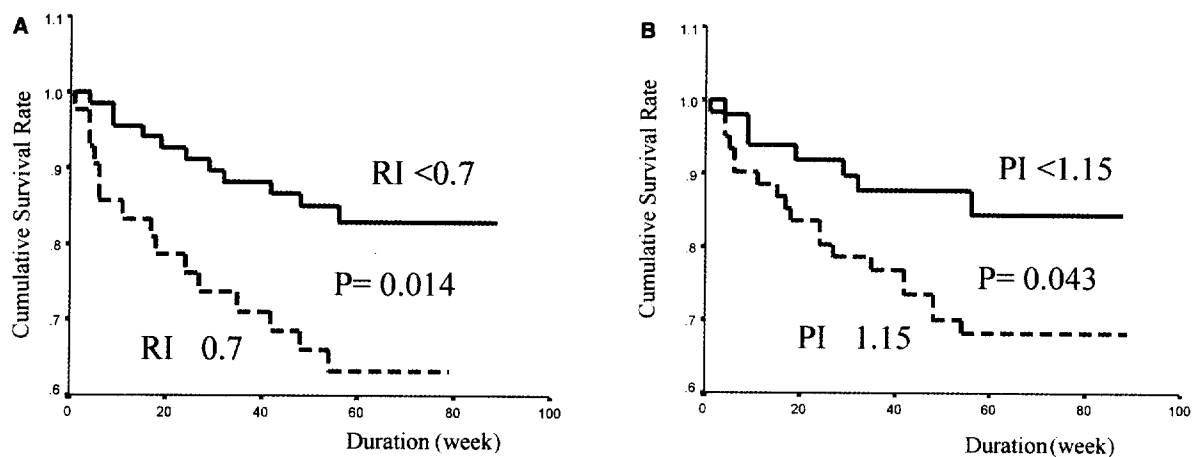 A
Cumulative Survival Rate
1.1
1.0
.9
.8
.7
.6
0
20
40
60
80
100
Duration (week)
RI <0.7
P= 0.014
RI 0.7
B
Cumulative Survival Rate
1.1
1.0
.9
.8
.7
.6
0
20
40
60
80
100
Duration (week)
PI <1.15
P= 0.043
PI 1.15